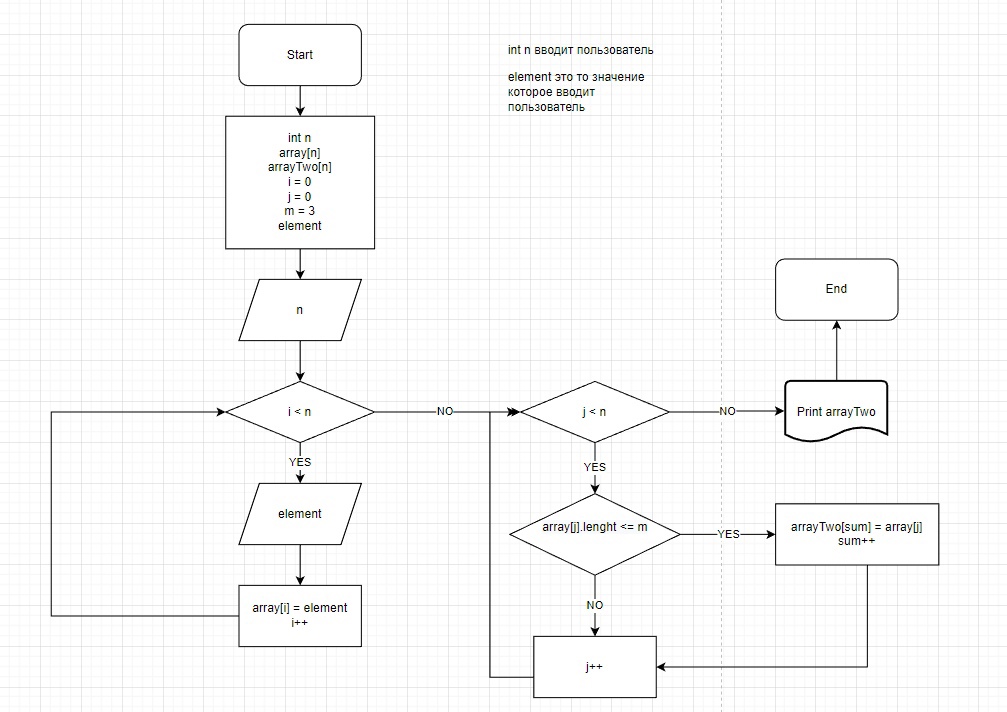 Start
int n вводит пользователь
element это то значение
которое вводит
пользователь
int n
array[n]
arrayTwo[n]
i = 0
j = 0
m = 3
element
n
End
i < n
NO
j < n
NO
Print arrayTwo
YES
YES
element
array[j].lenght <= m
YES
arrayTwo[sum] = array[j]
sum++
array[i] = element
i++
NO
j++